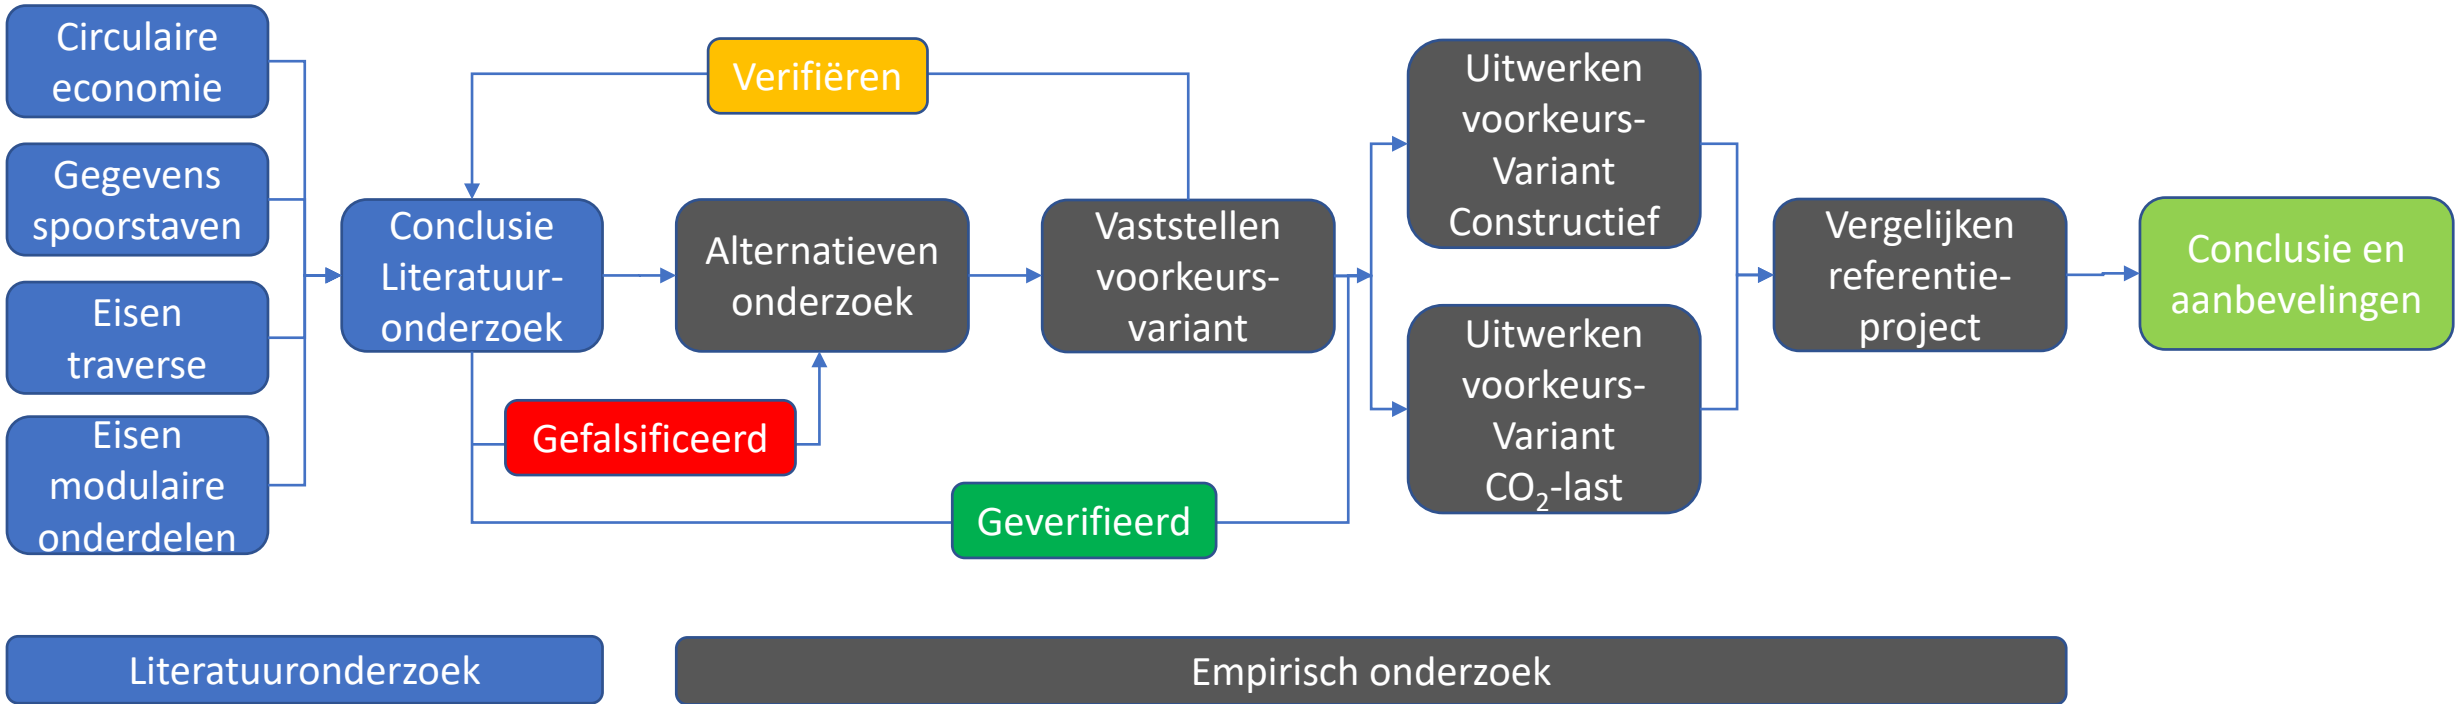 Circulaire
economie
Gegevens
spoorstaven
Eisen
traverse
Eisen
modulaire
onderdelen
Conclusie
Literatuur-
onderzoek
Verifiëren
Alternatieven
onderzoek
Gefalsificeerd
Geverifieerd
Vaststellen
voorkeurs-
variant
Uitwerken
voorkeurs-
Variant
Constructief
Uitwerken
voorkeurs-
Variant
CO₂-last
Vergelijken
referentie-
project
Conclusie en
aanbevelingen
Literatuuronderzoek
Empirisch onderzoek